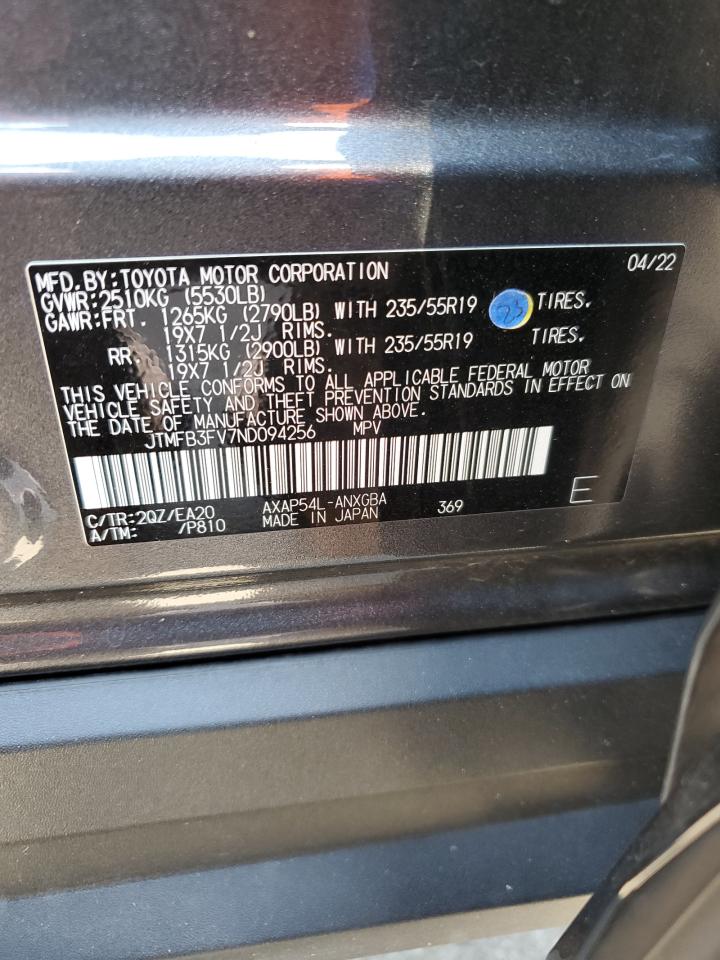 MFD.BY:TOYOTA MOTOR CORPORATION 04/22
GVWR:2510KG (5530LB)
GAWR:FRT. 1265KG (2790LB) WITH 235/55R19 23 TIRES.
19X7 1/2J RIMS.
RR. 1315KG (2900LB) WITH 235/55R19 TIRES.
19X7 1/2J RIMS.
THIS VEHICLE CONFORMS TO ALL APPLICABLE FEDERAL MOTOR
VEHICLE SAFETY AND THEFT PREVENTION STANDARDS IN EFFECT ON
THE DATE OF MANUFACTURE SHOWN ABOVE.
JTMFB3FV7ND094256 MPV
C/TR:2QZ/EA20 AXAP54L-ANXGBA 369 E
A/TM: /P810 MADE IN JAPAN